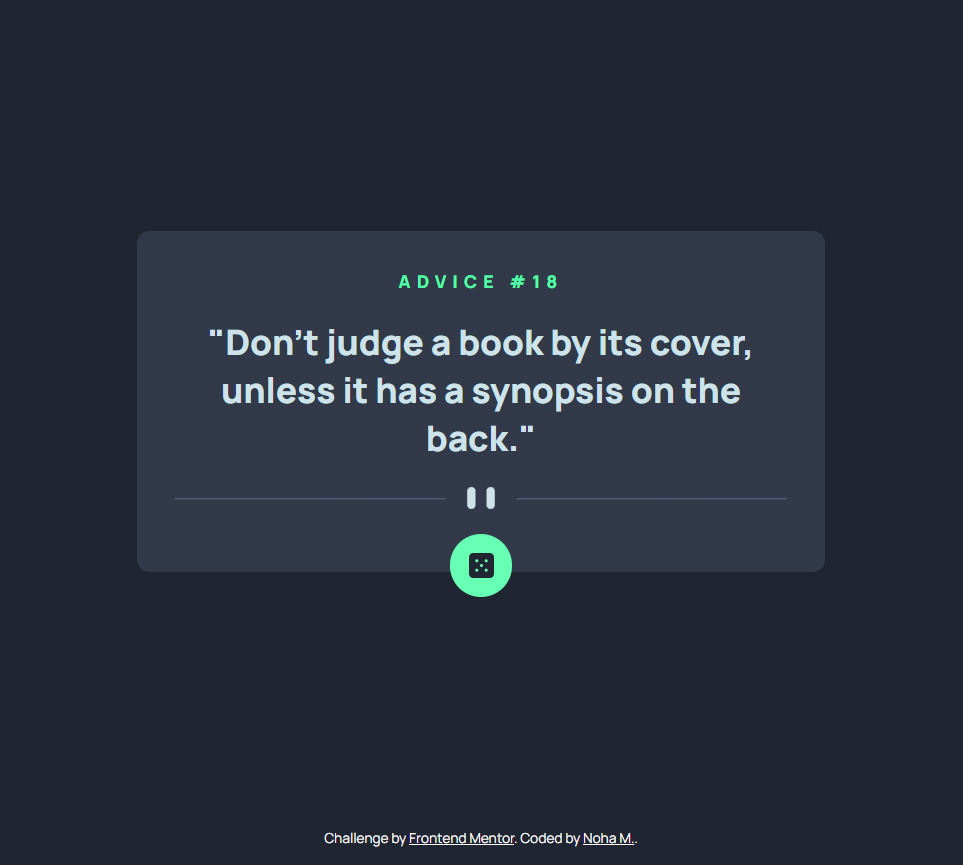 ADVICE #18
"Don’t judge a book by its cover,
unless it has a synopsis on the
back."
Challenge by Frontend Mentor. Coded by Noha M..